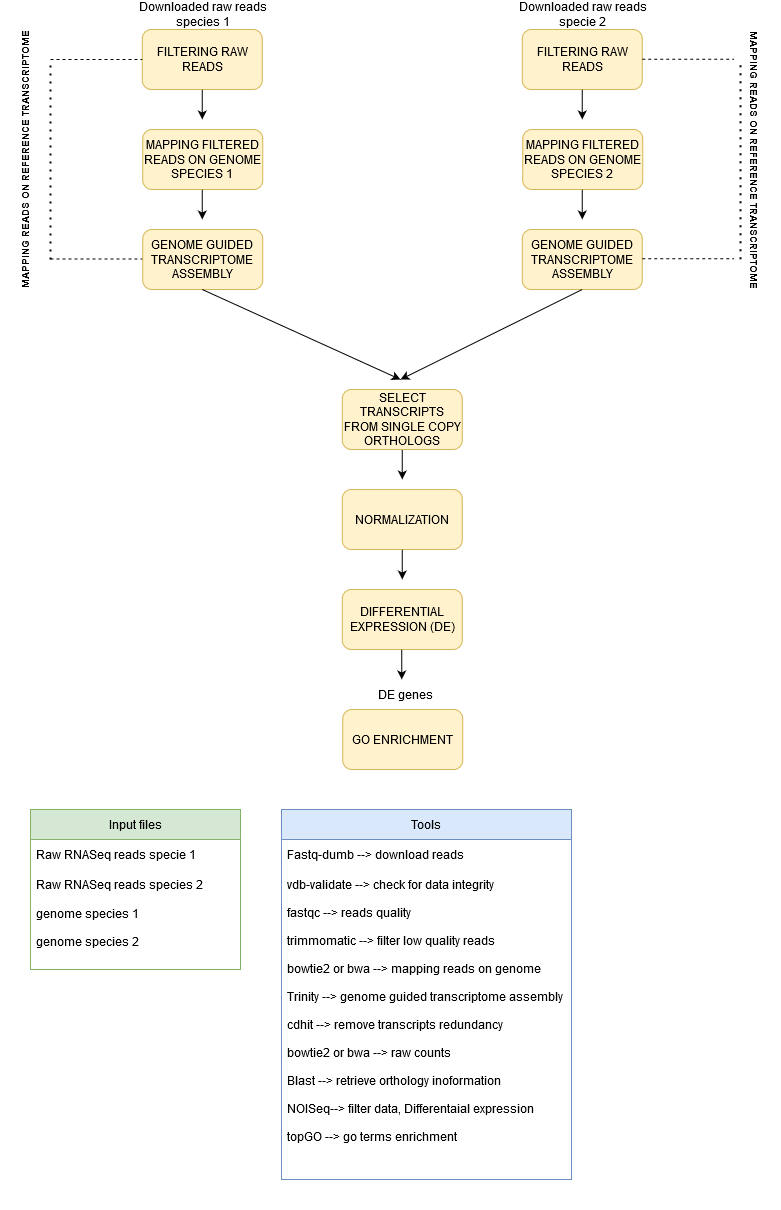 Downloaded raw reads
species 1
Downloaded raw reads
specie 2
MAPPING READS ON REFERENCE TRANSCRIPTOME
FILTERING RAW
READS
FILTERING RAW
READS
MAPPING READS ON REFERENCE TRANSCRIPTOME
MAPPING FILTERED
READS ON GENOME
SPECIES 1
MAPPING FILTERED
READS ON GENOME
SPECIES 2
GENOME GUIDED
TRANSCRIPTOME
ASSEMBLY
GENOME GUIDED
TRANSCRIPTOME
ASSEMBLY
SELECT
TRANSCRIPTS
FROM SINGLE COPY
ORTHOLOGS
NORMALIZATION
DIFFERENTIAL
EXPRESSION (DE)
DE genes
GO ENRICHMENT
Input files
Raw RNASeq reads specie 1
Raw RNASeq reads species 2
genome species 1
genome species 2
Tools
Fastq-dumb --> download reads
vdb-validate --> check for data integrity
fastqc --> reads quality
trimmomatic --> filter low quality reads
bowtie2 or bwa --> mapping reads on genome
Trinity --> genome guided transcriptome assembly
cdhit --> remove transcripts redundancy
bowtie2 or bwa --> raw counts
Blast --> retrieve orthology inoformation
NOISeq--> filter data, Differentaial expression
topGO --> go terms enrichment